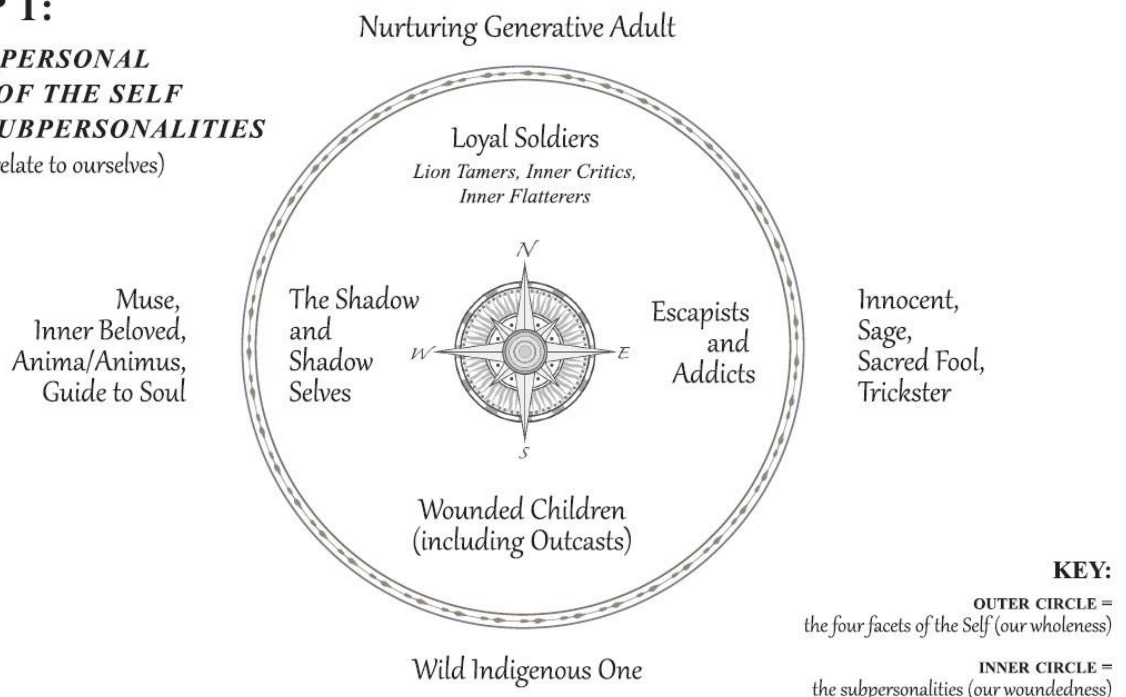 P 1:
PERSONAL
OF THE SELF
UBPERSONALITIES
elate to ourselves)
Nurturing Generative Adult
Loyal Soldiers
Lion Tamers, Inner Critics,
Inner Flatterers
N
Muse,
Inner Beloved,
Anima/Animus,
Guide to Soul
The Shadow
and
Shadow
Selves
W
E
Escapists
and
Addicts
Innocent,
Sage,
Sacred Fool,
Trickster
S
Wounded Children
(including Outcasts)
Wild Indigenous One
KEY:
OUTER CIRCLE =
the four facets of the Self (our wholeness)
INNER CIRCLE =
the subpersonalities (our woundedness)